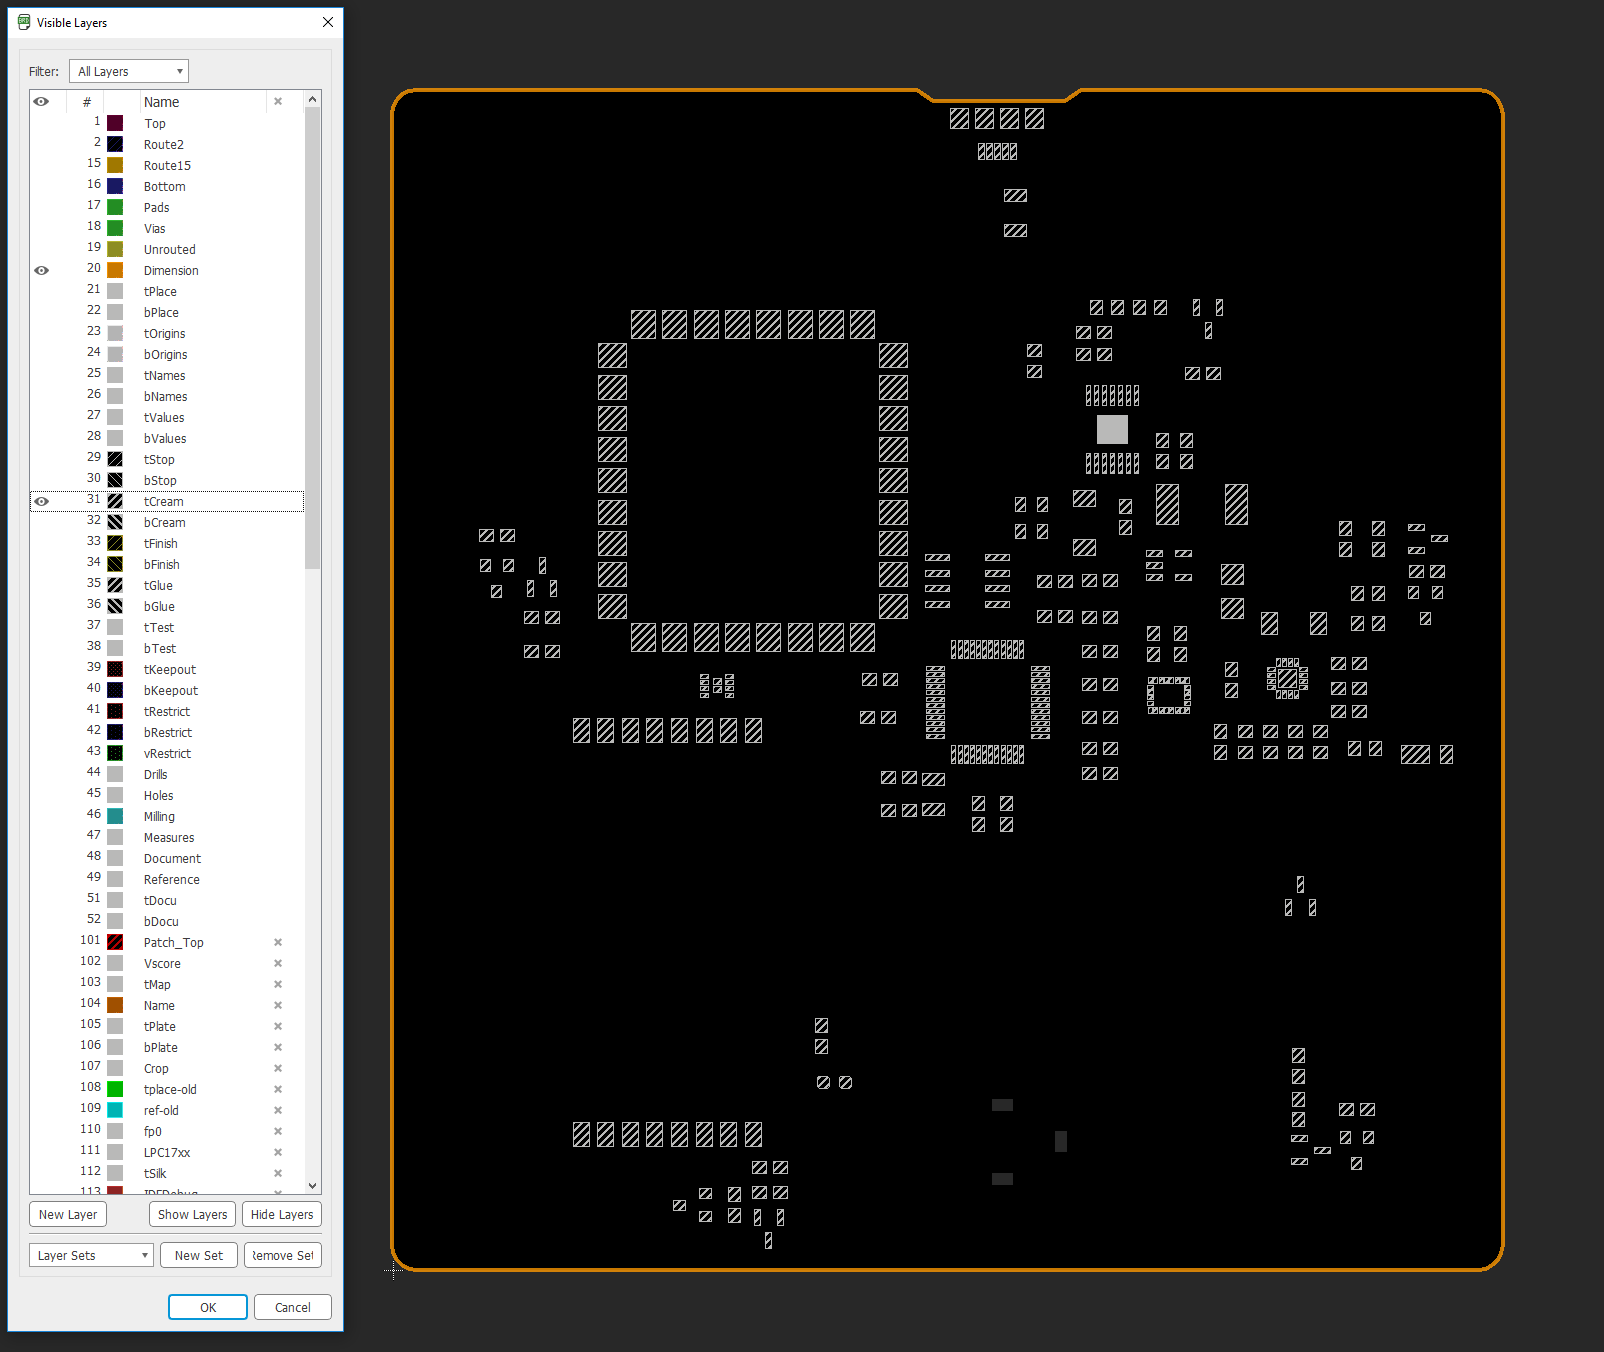 BRD
Visible Layers
Filter: All Layers
# Name
1 Top
2 Route2
15 Route15
16 Bottom
17 Pads
18 Vias
19 Unrouted
20 Dimension
21 tPlace
22 bPlace
23 tOrigins
24 bOrigins
25 tNames
26 bNames
27 tValues
28 bValues
29 tStop
30 bStop
31 tCream
32 bCream
33 tFinish
34 bFinish
35 tGlue
36 bGlue
37 tTest
38 bTest
39 tKeepout
40 bKeepout
41 tRestrict
42 bRestrict
43 vRestrict
44 Drills
45 Holes
46 Milling
47 Measures
48 Document
49 Reference
51 tDocu
52 bDocu
101 Patch_Top
102 Vscore
103 tMap
104 Name
105 tPlate
106 bPlate
107 Crop
108 tplace-old
109 ref-old
110 fp0
111 LPC17xx
112 tSilk
113 IDFDebug
New Layer Show Layers Hide Layers
Layer Sets New Set Remove Set
OK Cancel